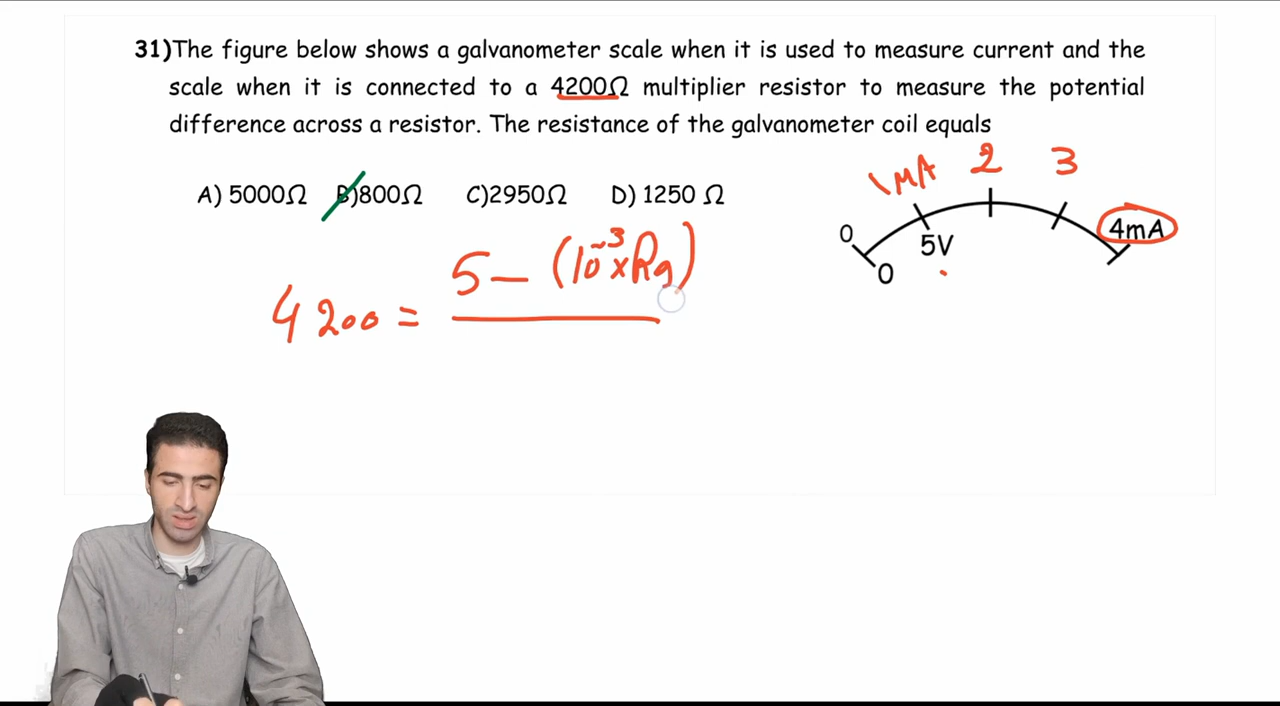 31)The figure below shows a galvanometer scale when it is used to measure current and the
scale when it is connected to a 4200Ω multiplier resistor to measure the potential
difference across a resistor. The resistance of the galvanometer coil equals
A) 5000Ω B)800Ω C)2950Ω D) 1250 Ω
1MA 2 3
0 4mA
5V
0
4200 = 5 - (10⁻³ x Rg)